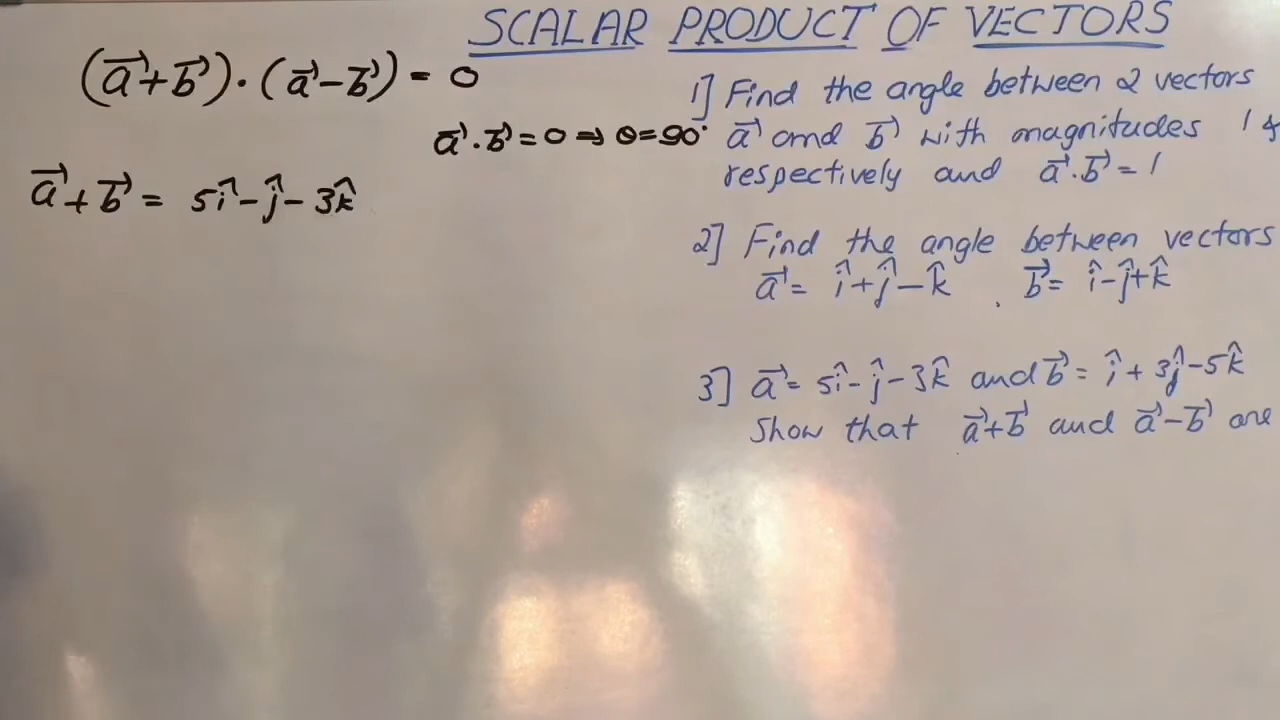 SCALAR PRODUCT OF VECTORS
(a⃗+b⃗)·(a⃗-b⃗) = 0
a⃗·b⃗=0 ⇒ θ=90°
a⃗+b⃗ = 5î-ĵ-3k̂
1] Find the angle between 2 vectors
a⃗ and b⃗ with magnitudes 1
respectively and a⃗·b⃗=1
2] Find the angle between vectors
a⃗= î+ĵ-k̂ . b⃗= î-ĵ+k̂
3] a⃗= 5î-ĵ-3k̂ and b⃗= î+3ĵ-5k̂
Show that a⃗+b⃗ and a⃗-b⃗ are